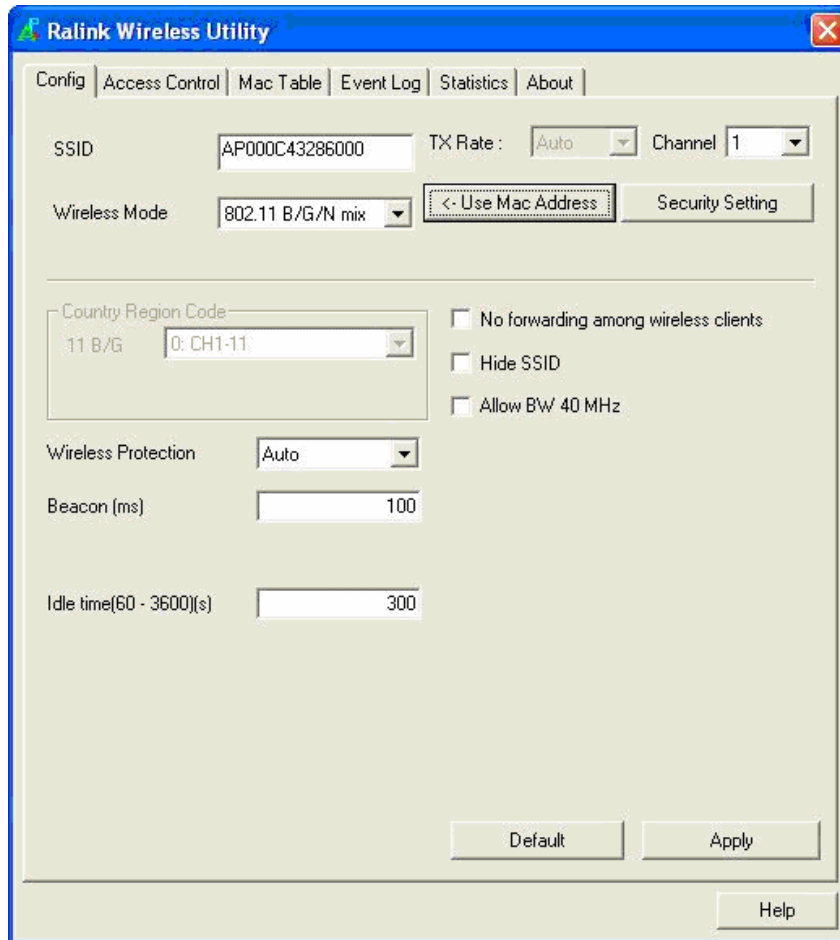 Ralink Wireless Utility
Config Access Control Mac Table Event Log Statistics About
SSID AP000C43286000 TX Rate : Auto Channel 1
Wireless Mode 802.11 B/G/N mix <- Use Mac Address Security Setting
Country Region Code
11 B/G 0: CH1-11
No forwarding among wireless clients
Hide SSID
Allow BW 40 MHz
Wireless Protection Auto
Beacon (ms) 100
Idle time(60 - 3600)(s) 300
Default Apply
Help